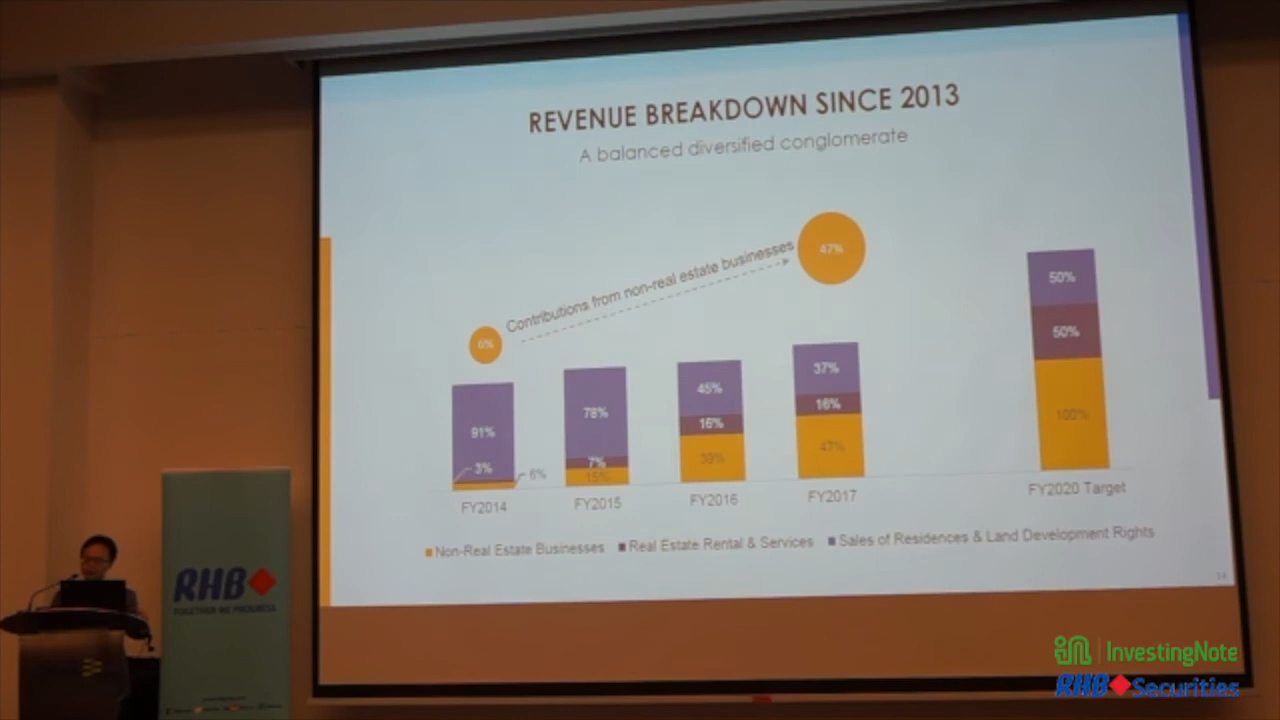 REVENUE BREAKDOWN SINCE 2013
A balanced diversified conglomerate
Contributions from non-real estate businesses
6%
47%
91%
3%
6%
78%
7%
15%
45%
16%
39%
37%
16%
47%
50%
50%
100%
FY2014
FY2015
FY2016
FY2017
FY2020 Target
Non-Real Estate Businesses
Real Estate Rental & Services
Sales of Residences & Land Development Rights
14
RHB
TOGETHER WE PROGRESS
InvestingNote
RHB Securities